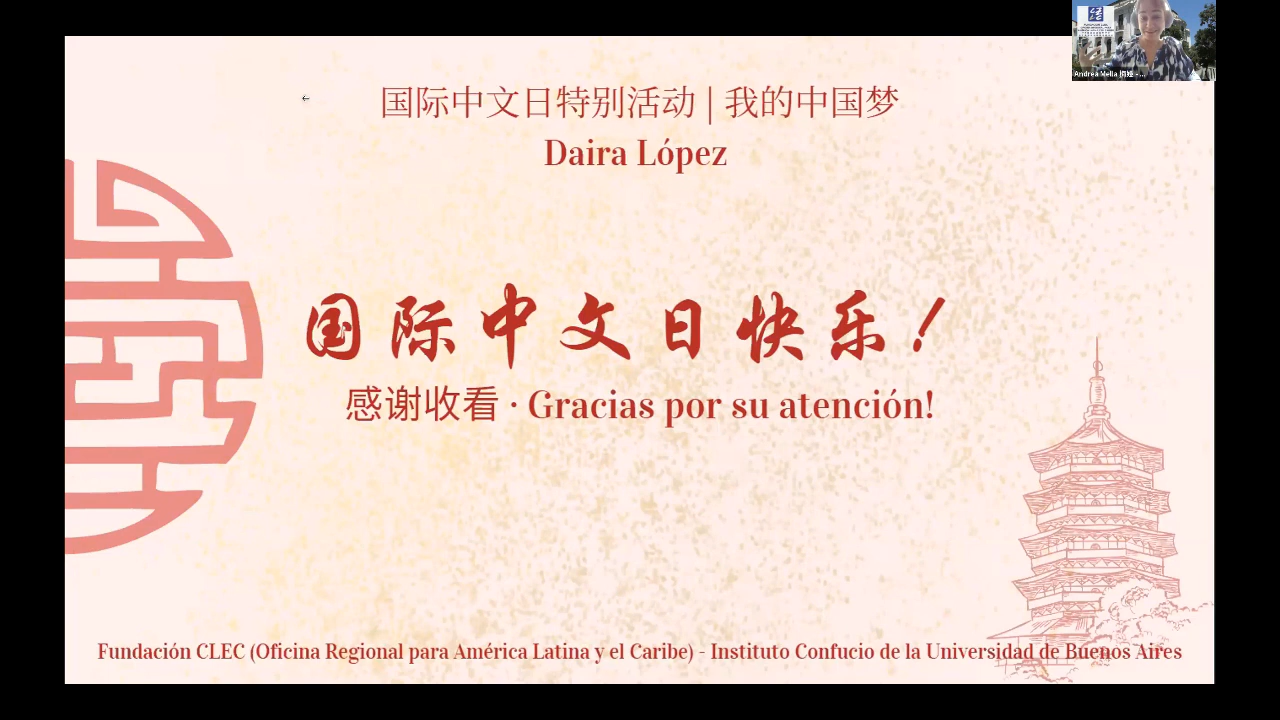 国际中文日特别活动 | 我的中国梦
Daira López
国际中文日快乐！
感谢收看 · Gracias por su atención!
Fundación CLEC (Oficina Regional para América Latina y el Caribe) - Instituto Confucio de la Universidad de Buenos Aires